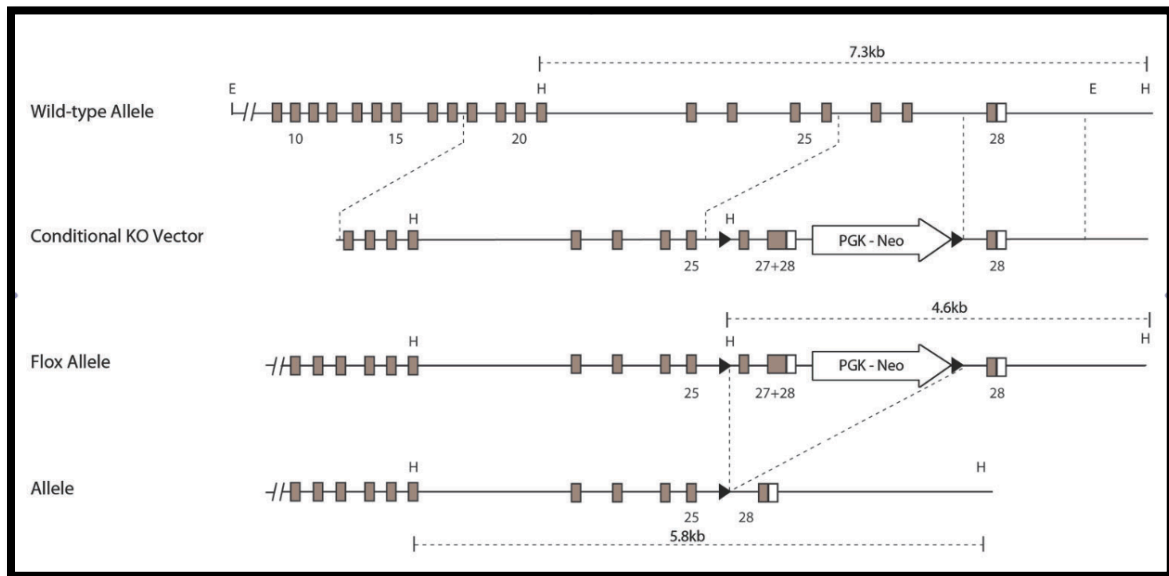 7.3kb
E H E H
Wild-type Allele
10 15 20 25 28
Conditional KO Vector
H H
PGK - Neo
25 27+28 28
4.6kb
Flox Allele
H H H
PGK - Neo
25 27+28 28
Allele
H H
25 28
5.8kb